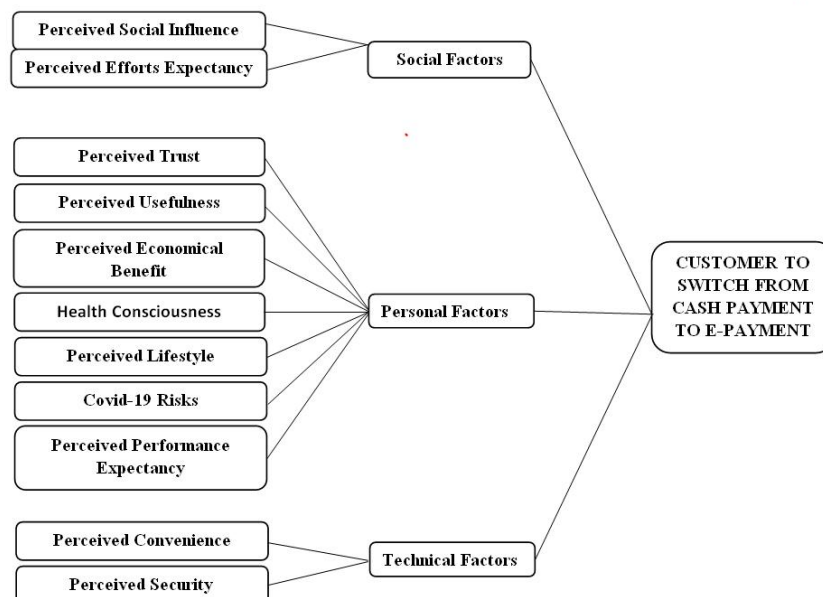 Perceived Social Influence
Perceived Efforts Expectancy
Social Factors
Perceived Trust
Perceived Usefulness
Perceived Economical
Benefit
Health Consciousness
Perceived Lifestyle
Covid-19 Risks
Perceived Performance
Expectancy
Personal Factors
Perceived Convenience
Perceived Security
Technical Factors
CUSTOMER TO
SWITCH FROM
CASH PAYMENT
TO E-PAYMENT